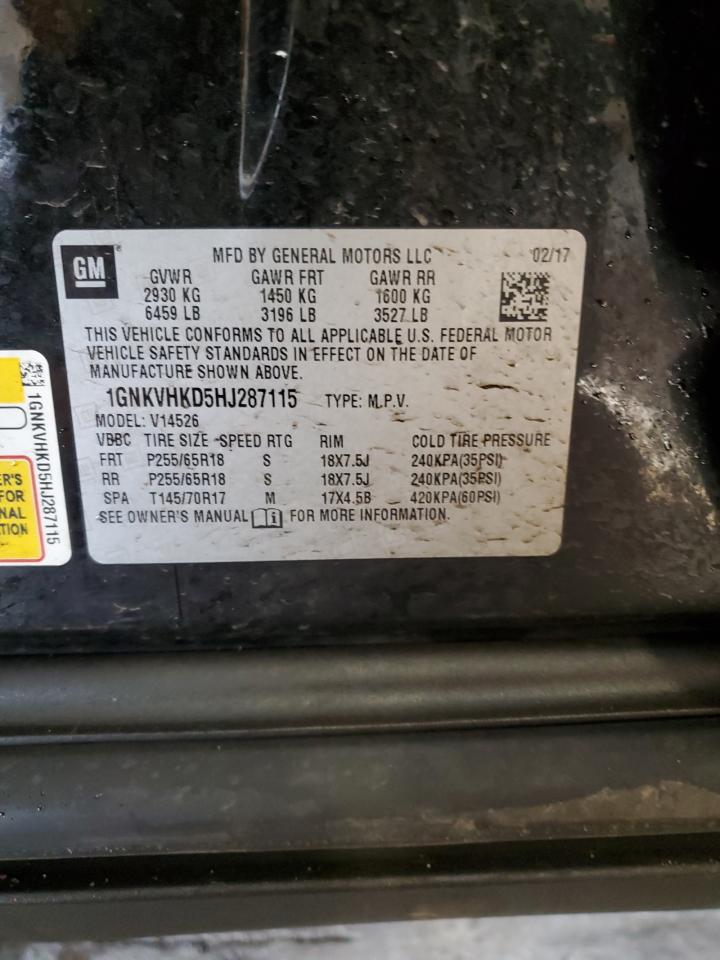 GM
®
MFD BY GENERAL MOTORS LLC 02/17
GVWR GAWR FRT GAWR RR
2930 KG 1450 KG 1600 KG
6459 LB 3196 LB 3527 LB
THIS VEHICLE CONFORMS TO ALL APPLICABLE U.S. FEDERAL MOTOR
VEHICLE SAFETY STANDARDS IN EFFECT ON THE DATE OF
MANUFACTURE SHOWN ABOVE.
1GNKVHKD5HJ287115 TYPE: M.P.V.
MODEL: V14526
VBBC TIRE SIZE SPEED RTG RIM COLD TIRE PRESSURE
FRT P255/65R18 S 18X7.5J 240KPA(35PSI)
RR P255/65R18 S 18X7.5J 240KPA(35PSI)
SPA T145/70R17 M 17X4.5B 420KPA(60PSI)
SEE OWNER'S MANUAL FOR MORE INFORMATION.
1GNKVHKD5HJ287115
ER'S
FOR
NAL
TION